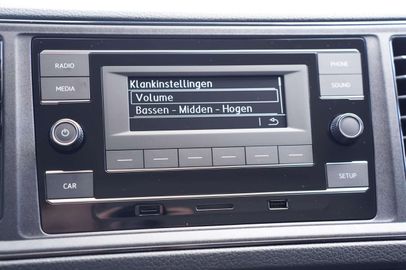 RADIO
PHONE
Klankinstellingen
MEDIA
SOUND
Volume
Bassen - Midden - Hogen
CAR
SETUP